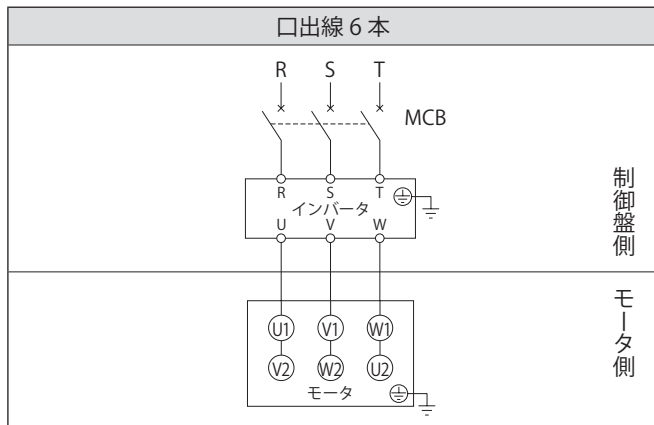 口出線 6 本
R S T
MCB
R S T
インバータ
U V W
制御盤側
U1 V1 W1
V2 W2 U2
モータ
モータ側